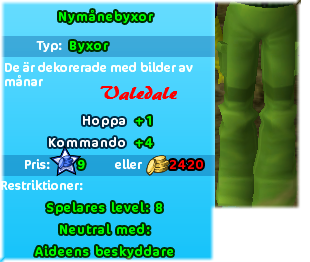 Nymånebyxor
Typ: Byxor
De är dekorerade med bilder av
månar
Valedale
Hoppa +1
Kommando +4
Pris: 9 eller 2420
Restriktioner:
Spelares level: 8
Neutral med:
Aideens beskyddare